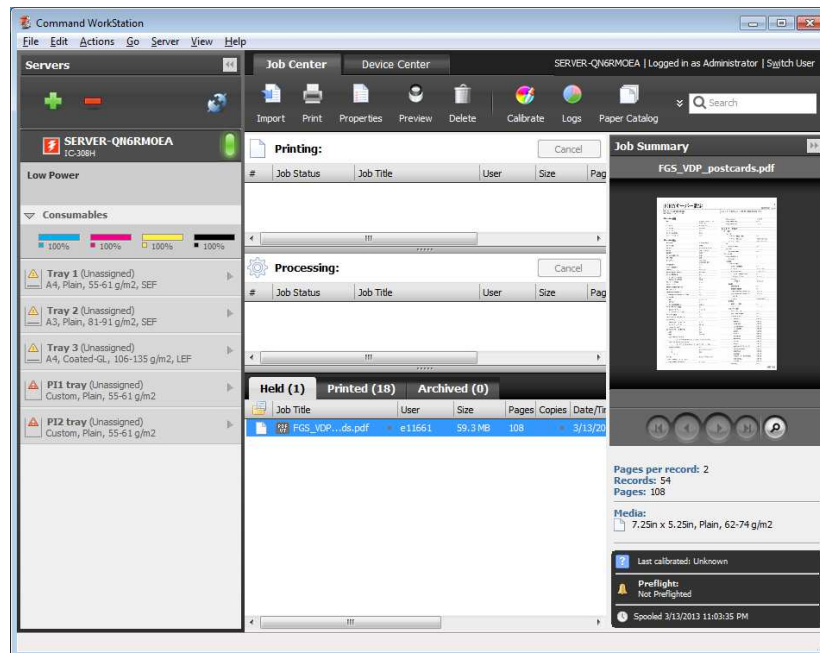 Command WorkStation
File Edit Actions Go Server View Help
Servers
Job Center Device Center SERVER-QN6RMOEA | Logged in as Administrator | Switch User
Import Print Properties Preview Delete Calibrate Logs Paper Catalog Search
SERVER-QN6RMOEA
IC-308H
Low Power
Consumables
100% 100% 100% 100%
Tray 1 (Unassigned)
A4, Plain, 55-61 g/m2, SEF
Tray 2 (Unassigned)
A3, Plain, 81-91 g/m2, SEF
Tray 3 (Unassigned)
A4, Coated-GL, 106-135 g/m2, LEF
PI1 tray (Unassigned)
Custom, Plain, 55-61 g/m2
PI2 tray (Unassigned)
Custom, Plain, 55-61 g/m2
Printing: Cancel
# Job Status Job Title User Size Pag
Processing: Cancel
# Job Status Job Title User Size Pag
Held (1) Printed (18) Archived (0)
Job Title User Size Pages Copies Date/Tir
FGS_VDP...ds.pdf e11661 59.3 MB 108 3/13/20
Job Summary
FGS_VDP_postcards.pdf
Pages per record: 2
Records: 54
Pages: 108
Media:
7.25in x 5.25in, Plain, 62-74 g/m2
Last calibrated: Unknown
Preflight:
Not Preflighted
Spooled 3/13/2013 11:03:35 PM